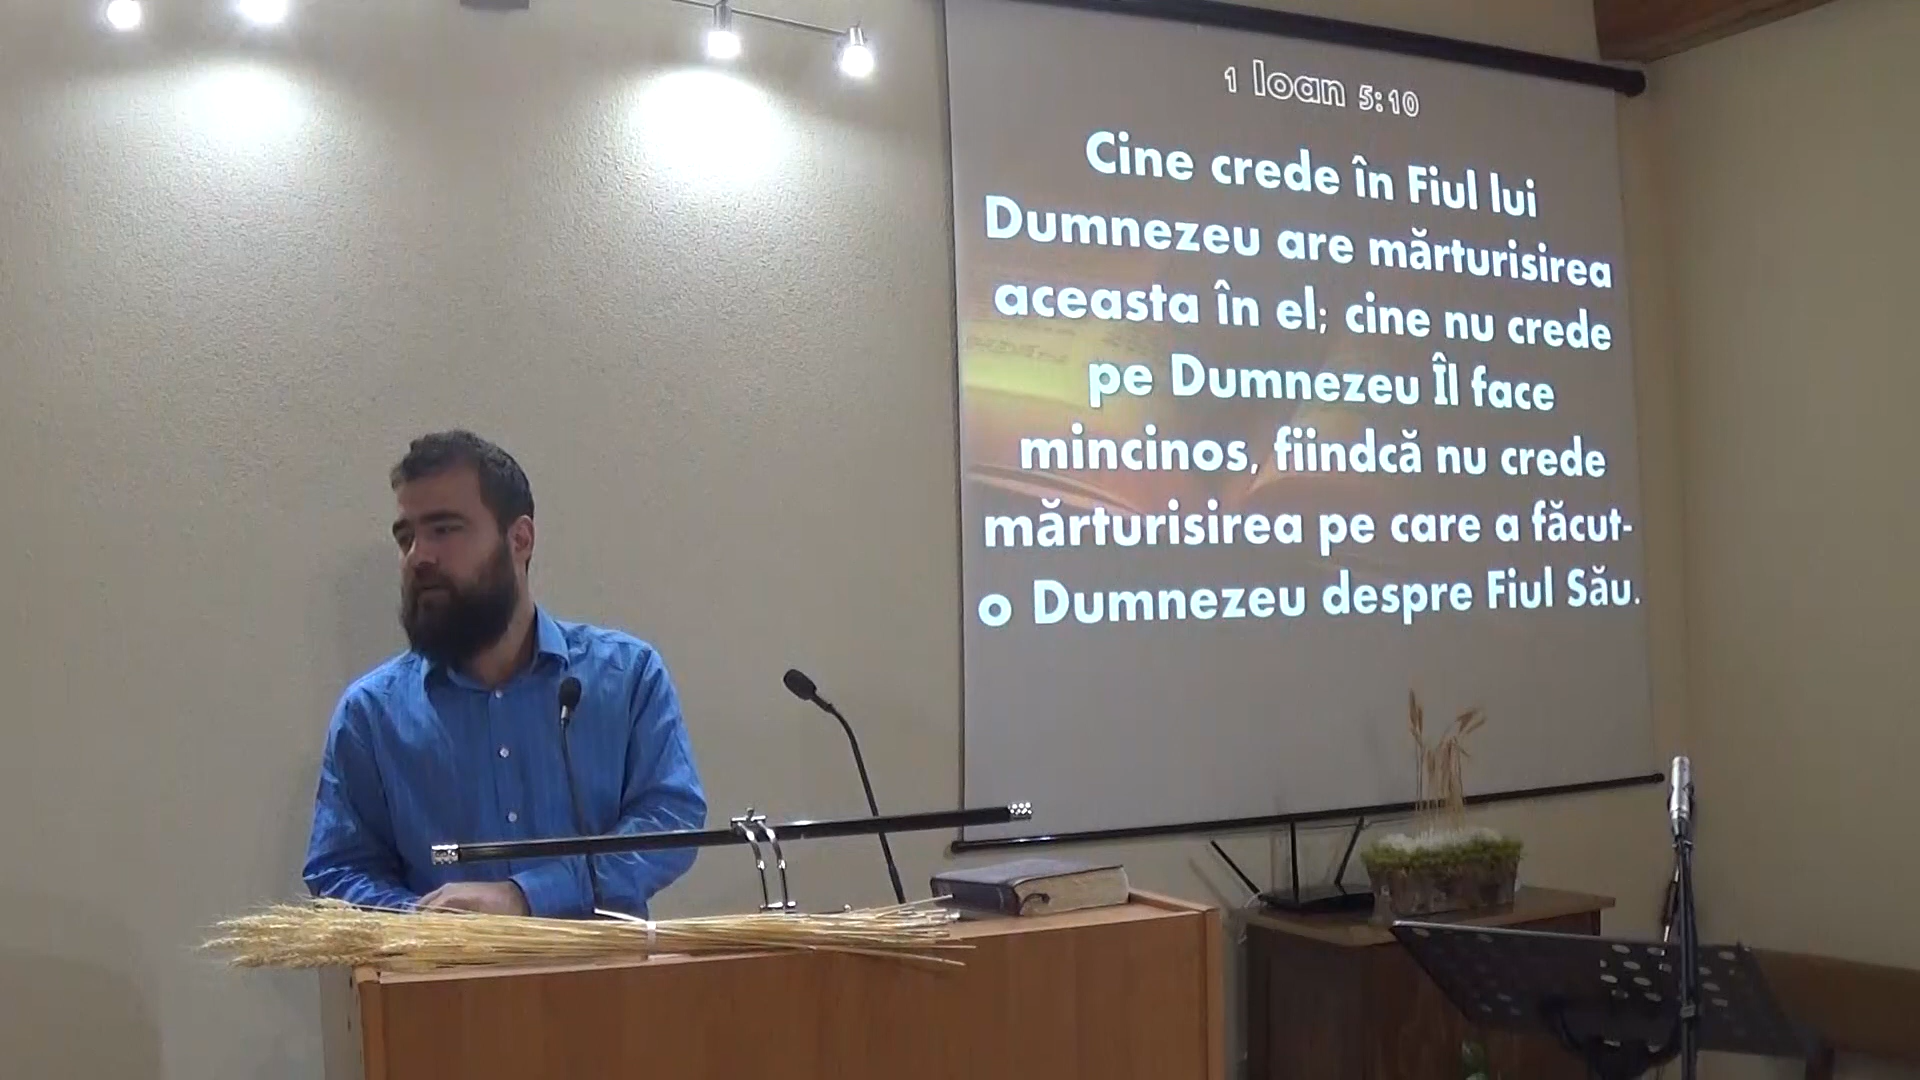 1 Ioan 5:10
Cine crede în Fiul lui
Dumnezeu are mărturisirea
aceasta în el; cine nu crede
pe Dumnezeu Îl face
mincinos, fiindcă nu crede
mărturisirea pe care a făcut-
o Dumnezeu despre Fiul Său.